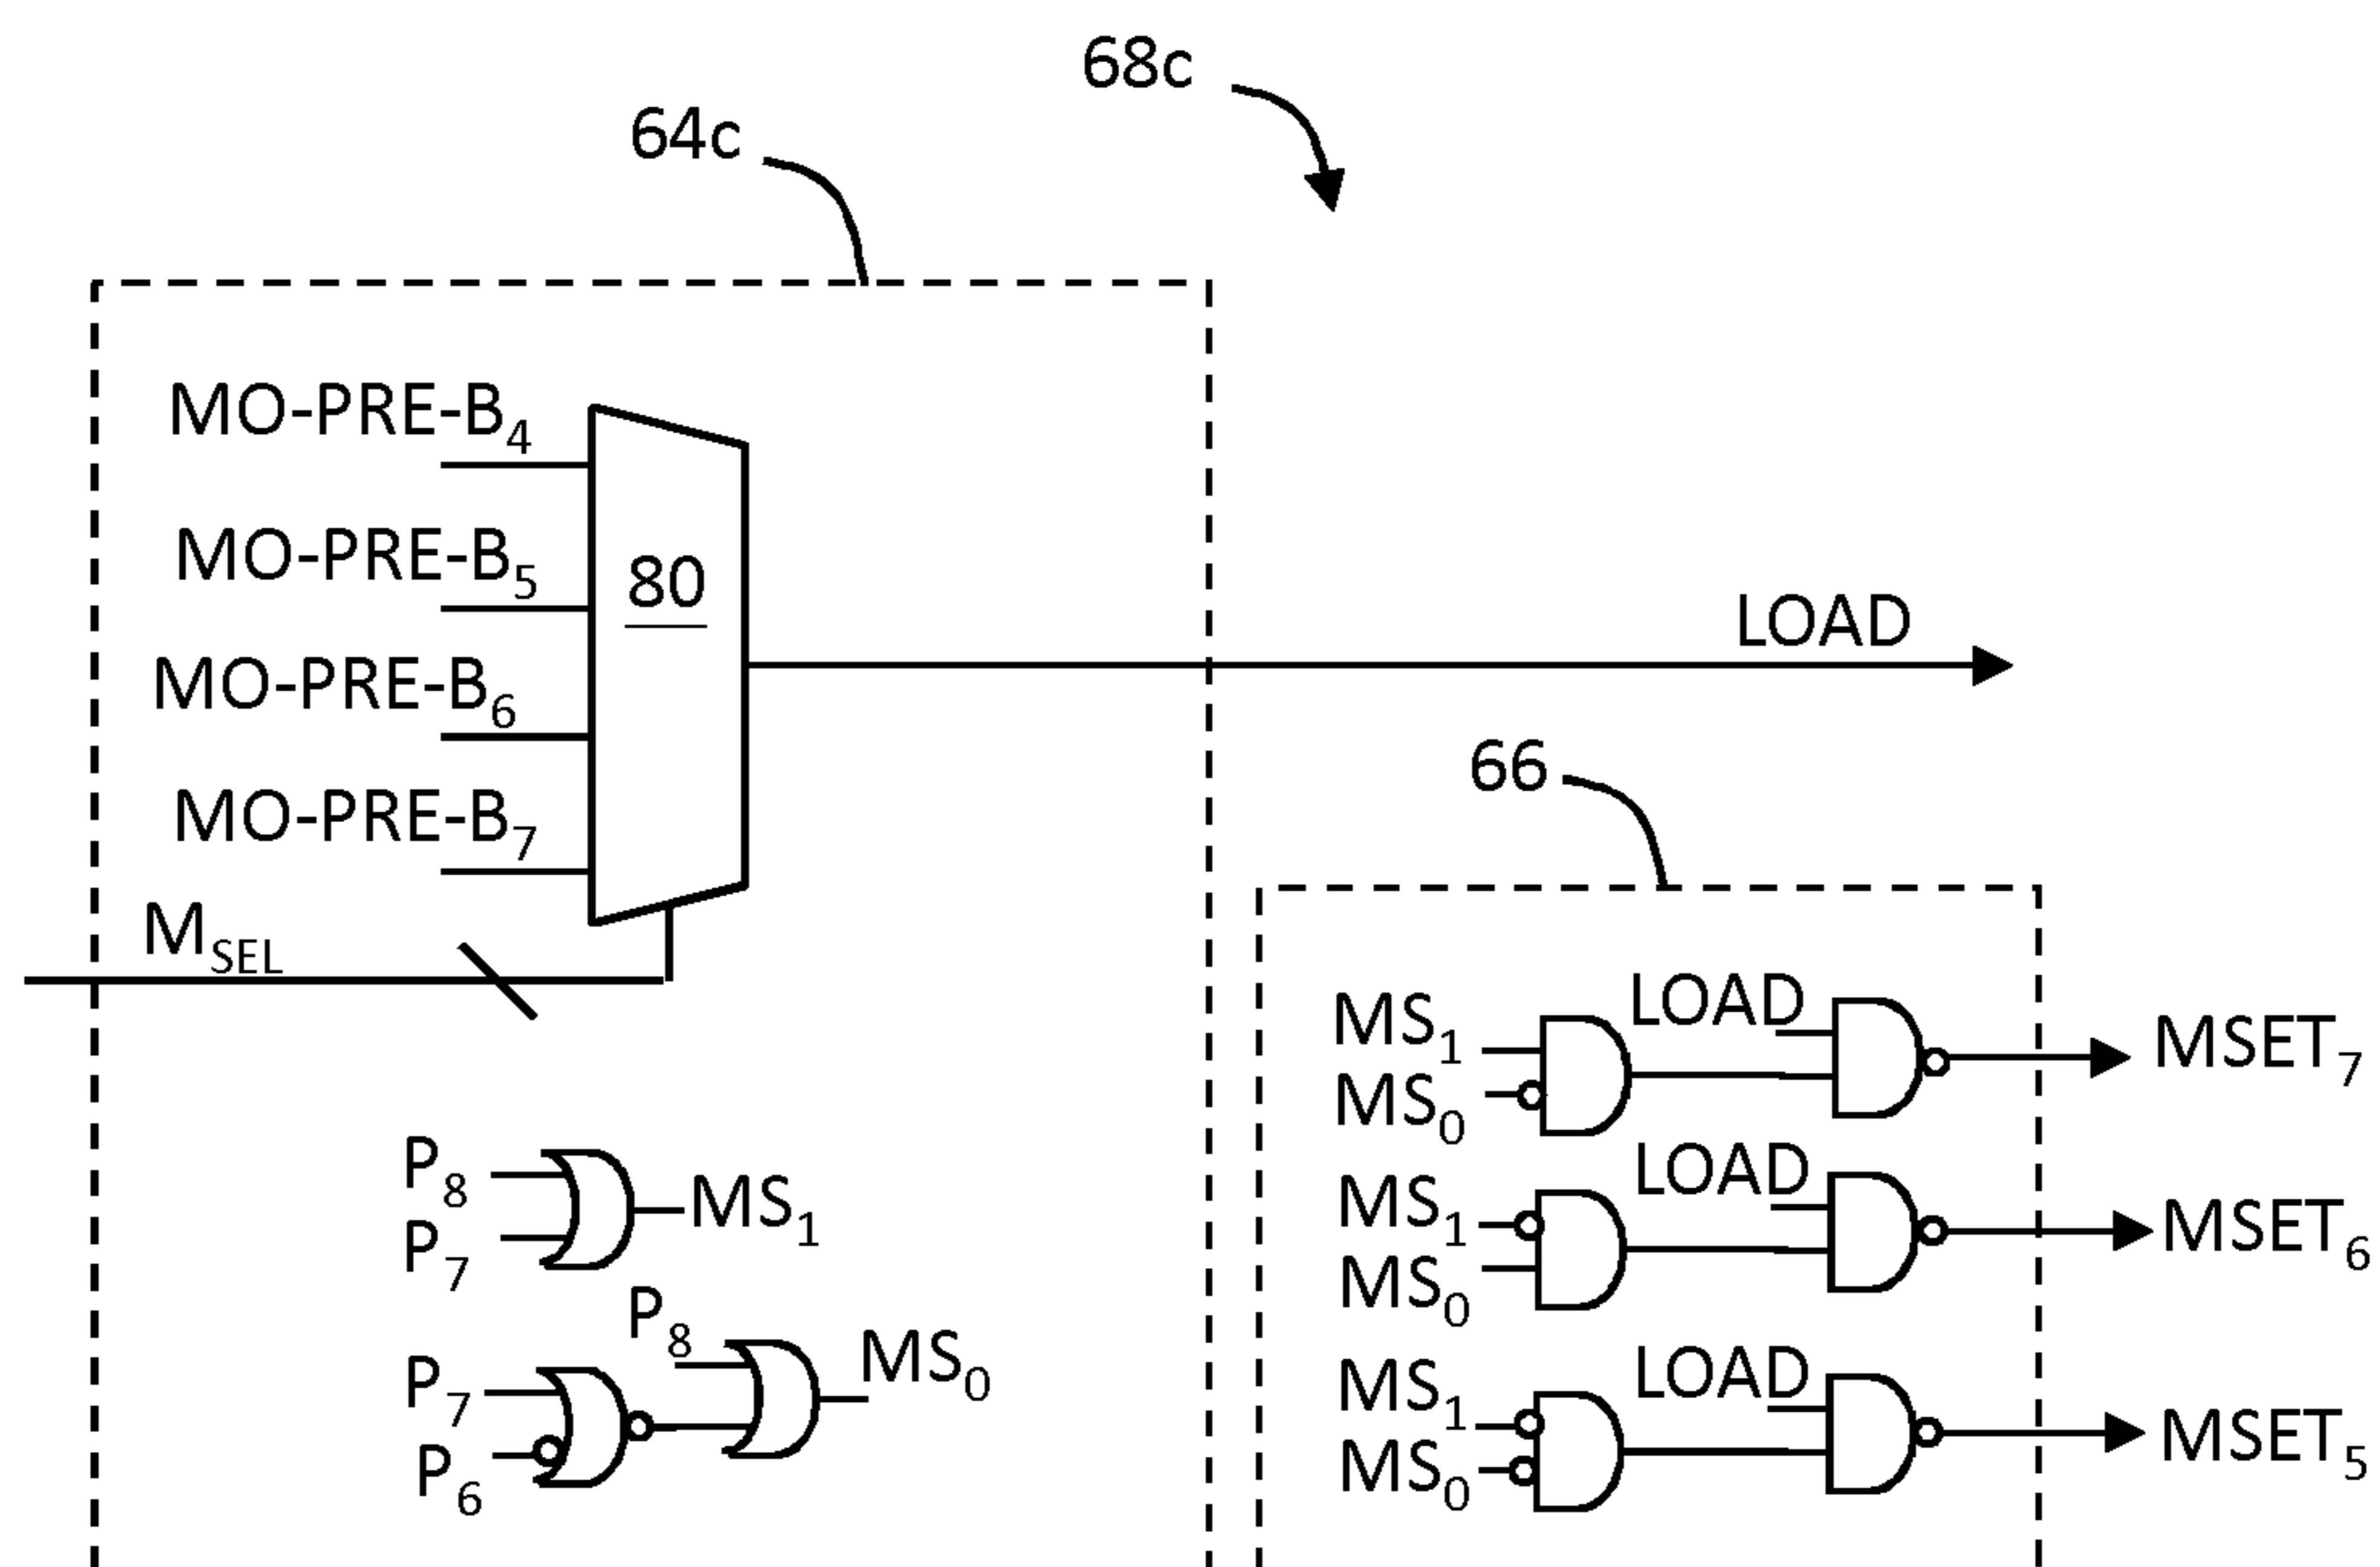 68c
64c
MO-PRE-B4
MO-PRE-B5
80
MO-PRE-B6
LOAD
MO-PRE-B7
66
MSEL
MS1
LOAD
MS0
MSET7
P8
MS1
P7
MS1
LOAD
MS0
MSET6
P8
MS0
P7
P6
MS1
LOAD
MS0
MSET5